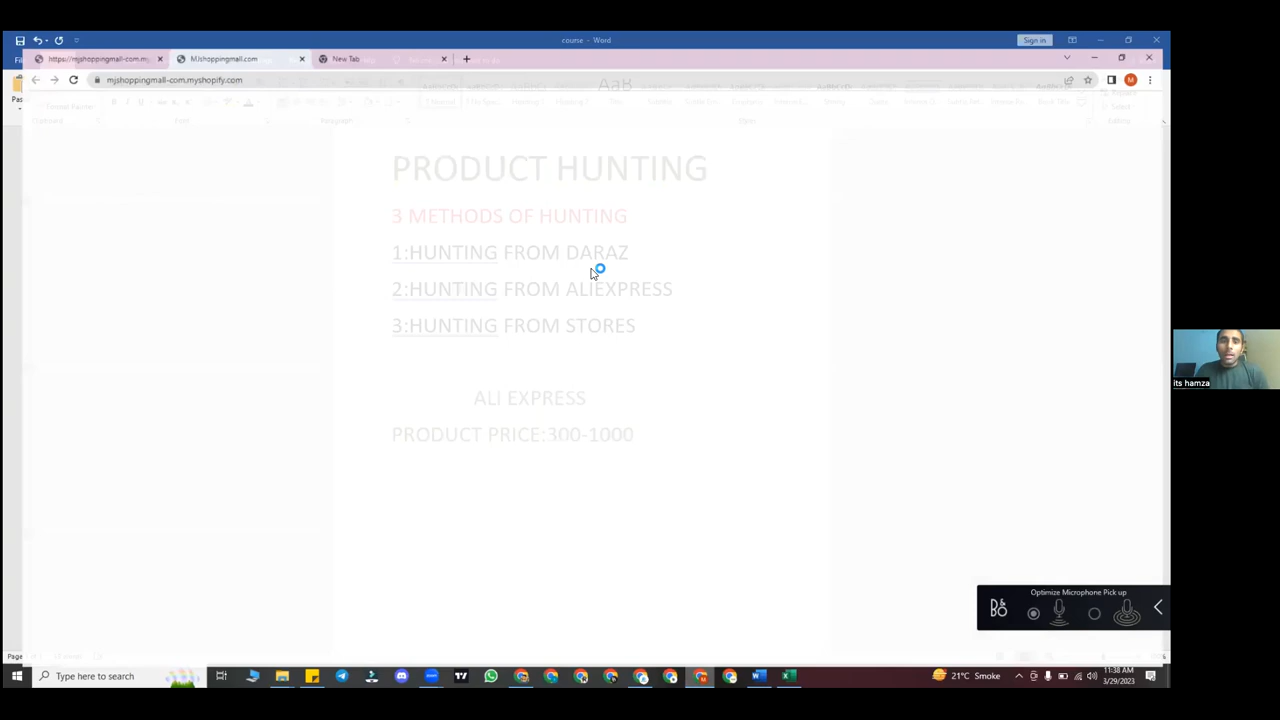 course - Word
Sign in
https://mjshoppingmall-com.my
MJshoppingmall.com
New Tab
mjshoppingmall-com.myshopify.com
M
AaB
PRODUCT HUNTING
3 METHODS OF HUNTING
1:HUNTING FROM DARAZ
2:HUNTING FROM ALIEXPRESS
3:HUNTING FROM STORES
ALI EXPRESS
PRODUCT PRICE:300-1000
its hamza
Optimize Microphone Pick up
Page
Type here to search
21°C Smoke
11:38 AM
3/29/2023